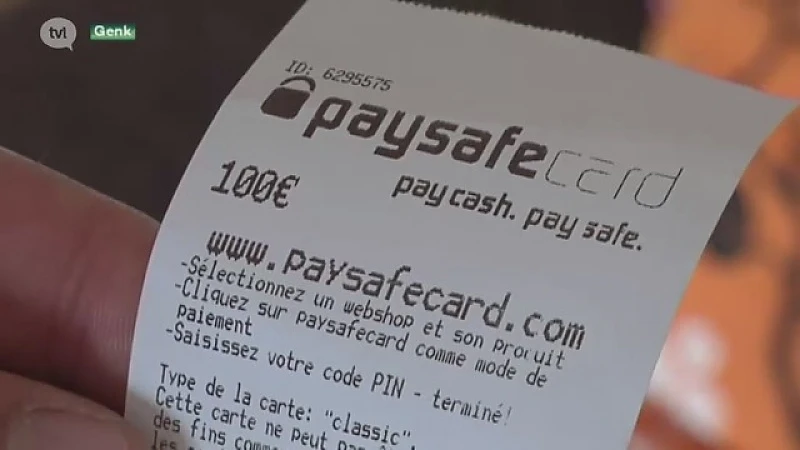 tvl
Genk
ID: 6295575
paysafecard
100€
pay cash. pay safe.
www.paysafecard.com
-Sélectionnez un webshop et son procuit
-Cliquez sur paysafecard comme mode de
paiement
-Saisissez votre code PIN - terminé!
Type de la carte: "classic"
Cette carte ne peut
des fins
les